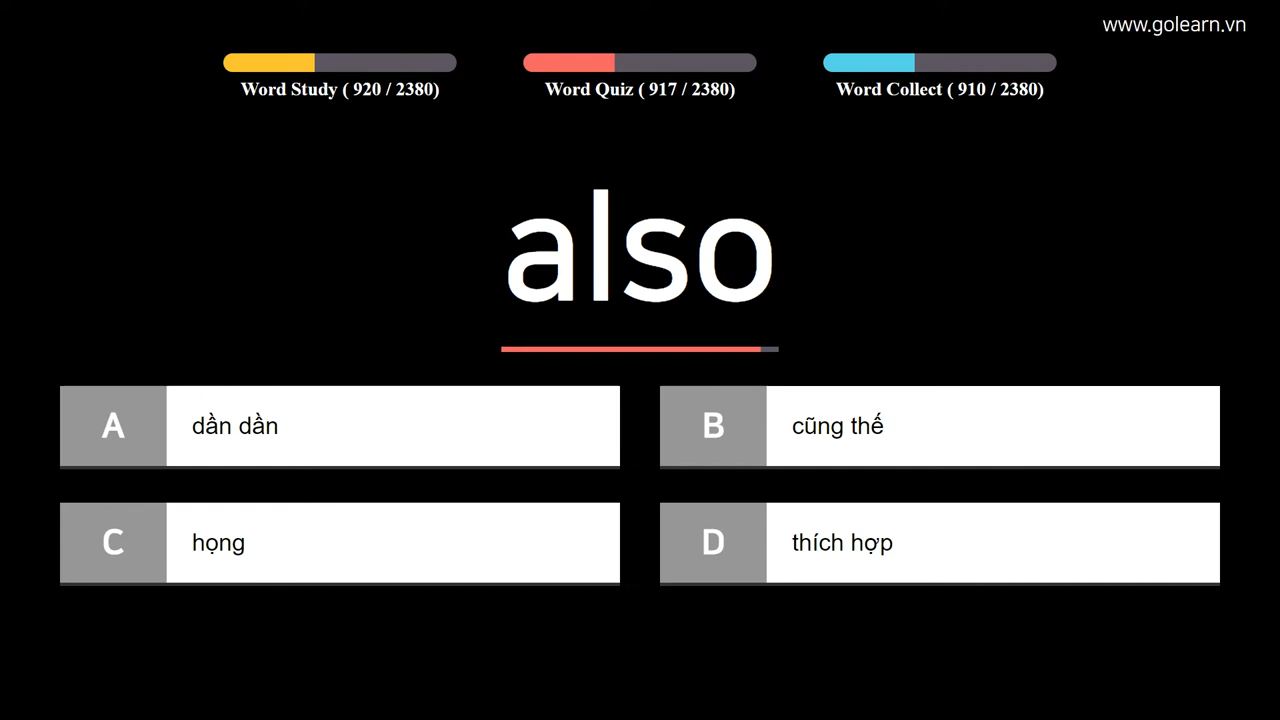 www.golearn.vn
Word Study ( 920 / 2380) Word Quiz ( 917 / 2380) Word Collect ( 910 / 2380)
also
A dần dần
B cũng thế
C họng
D thích hợp